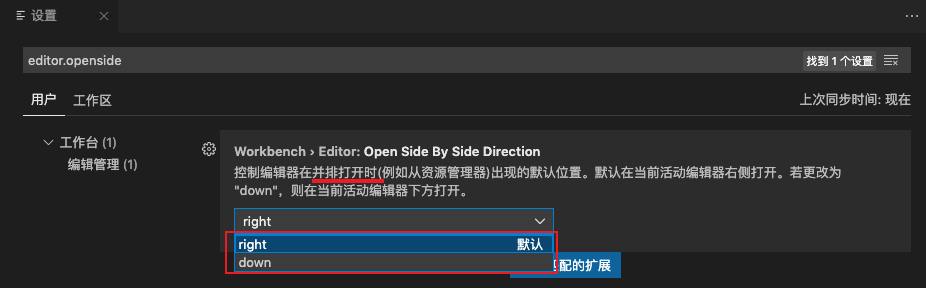 设置
editor.openside
找到 1 个设置
用户
工作区
上次同步时间: 现在
工作台 (1)
编辑管理 (1)
Workbench › Editor: Open Side By Side Direction
控制编辑器在并排打开时(例如从资源管理器)出现的默认位置。默认在当前活动编辑器右侧打开。若更改为
"down"，则在当前活动编辑器下方打开。
right
right 默认
down
配的扩展